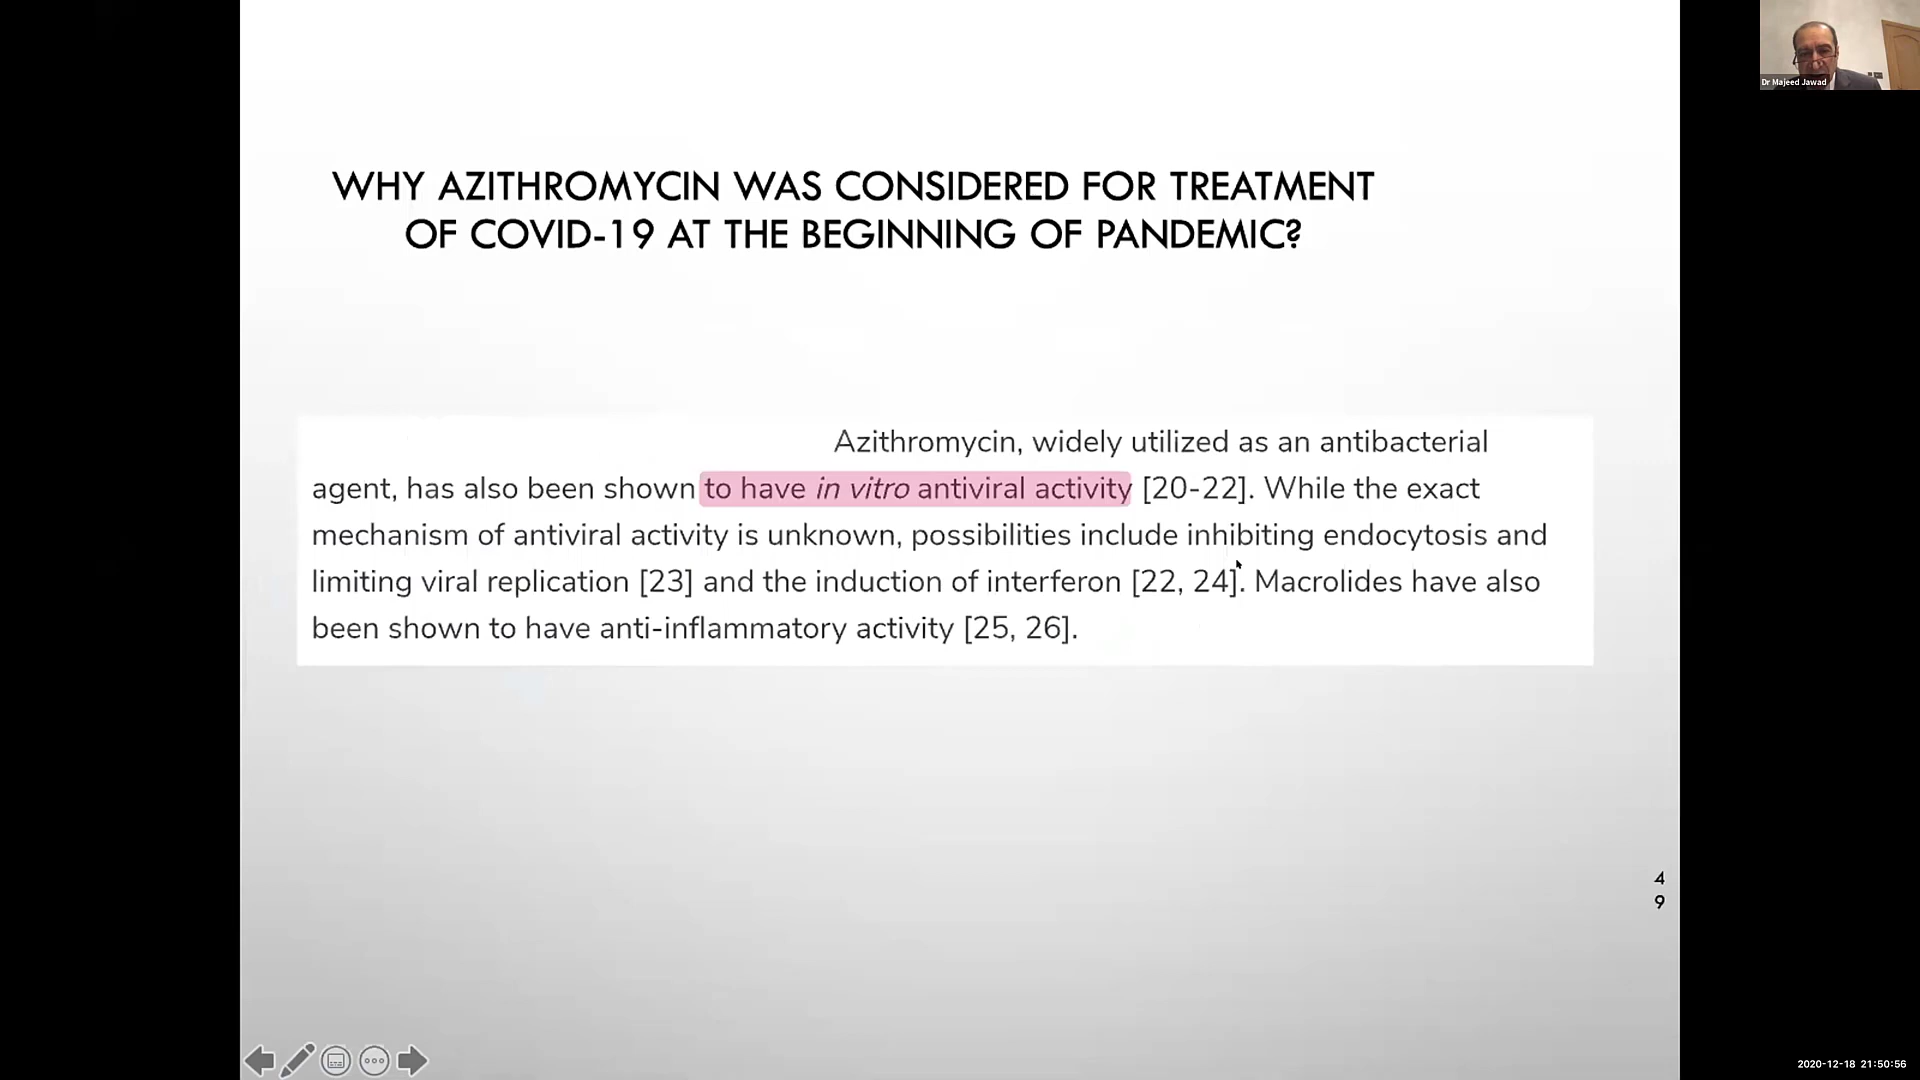 Dr Majeed Jawad
WHY AZITHROMYCIN WAS CONSIDERED FOR TREATMENT
OF COVID-19 AT THE BEGINNING OF PANDEMIC?
Azithromycin, widely utilized as an antibacterial
agent, has also been shown to have in vitro antiviral activity [20-22]. While the exact
mechanism of antiviral activity is unknown, possibilities include inhibiting endocytosis and
limiting viral replication [23] and the induction of interferon [22, 24]. Macrolides have also
been shown to have anti-inflammatory activity [25, 26].
4
9
2020-12-18 21:50:56